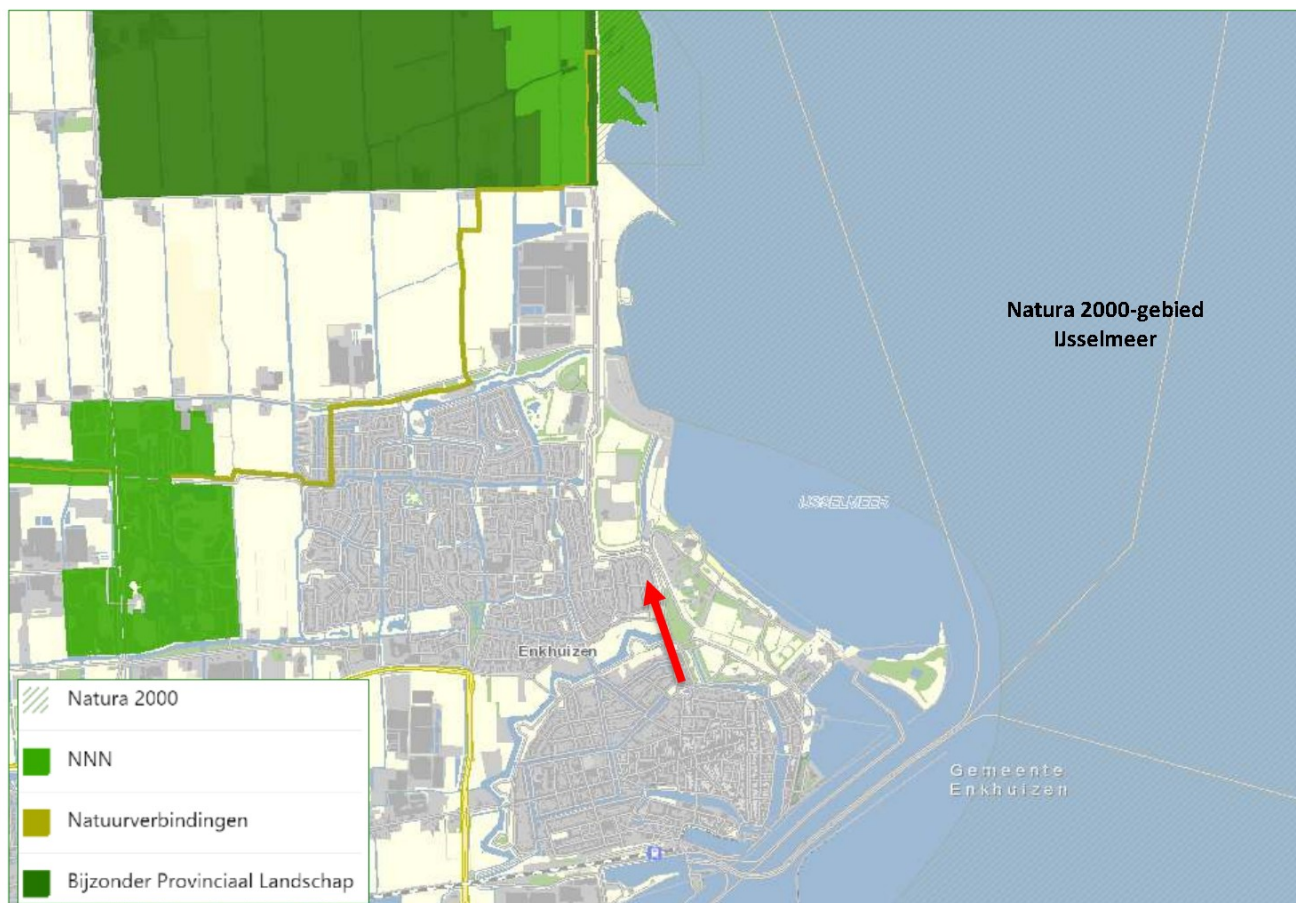 Natura 2000-gebied
IJsselmeer
IJSSELMEER
Enkhuizen
Gemeente
Enkhuizen
Natura 2000
NNN
Natuurverbindingen
Bijzonder Provinciaal Landschap